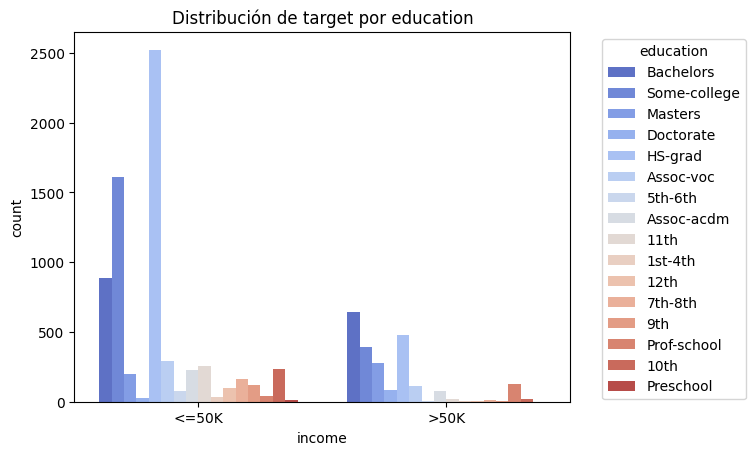 Distribución de target por education
count
2500
2000
1500
1000
500
0
<=50K
>50K
income
education
Bachelors
Some-college
Masters
Doctorate
HS-grad
Assoc-voc
5th-6th
Assoc-acdm
11th
1st-4th
12th
7th-8th
9th
Prof-school
10th
Preschool